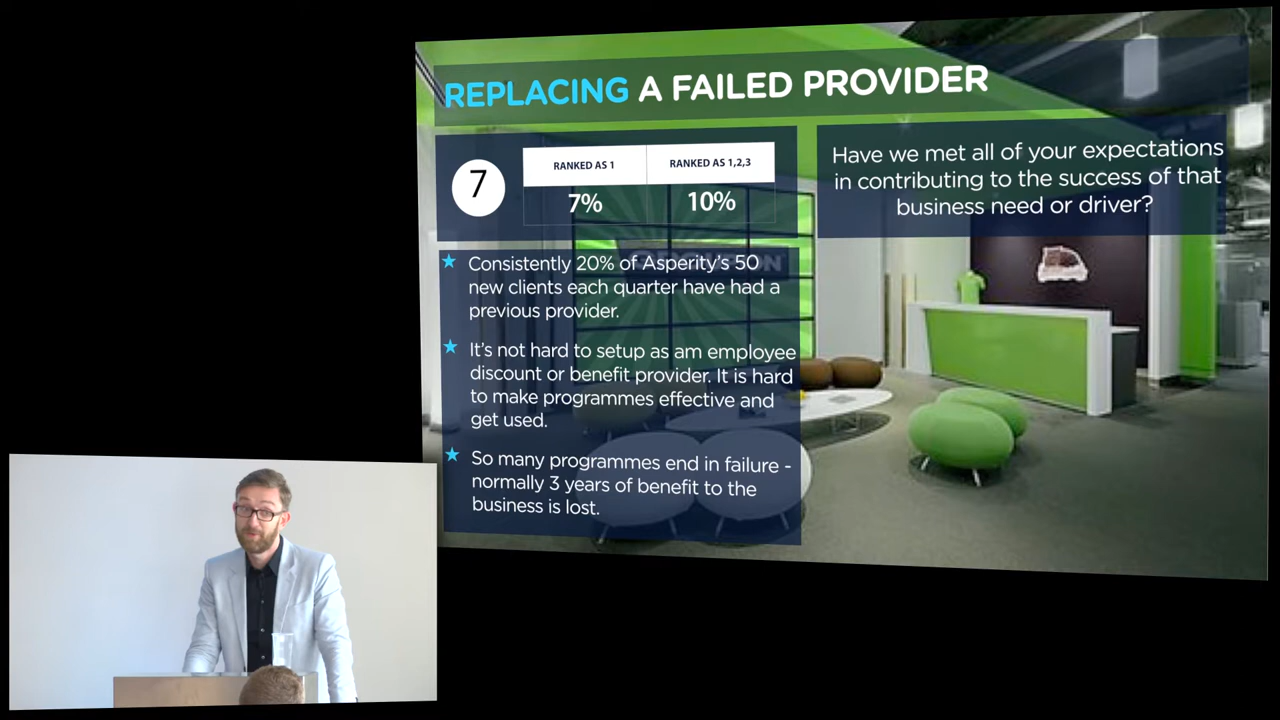 REPLACING A FAILED PROVIDER
7
RANKED AS 1
RANKED AS 1,2,3
7%
10%
Consistently 20% of Asperity's 50
new clients each quarter have had a
previous provider.
It's not hard to setup as am employee
discount or benefit provider. It is hard
to make programmes effective and
get used.
So many programmes end in failure -
normally 3 years of benefit to the
business is lost.
Have we met all of your expectations
in contributing to the success of that
business need or driver?